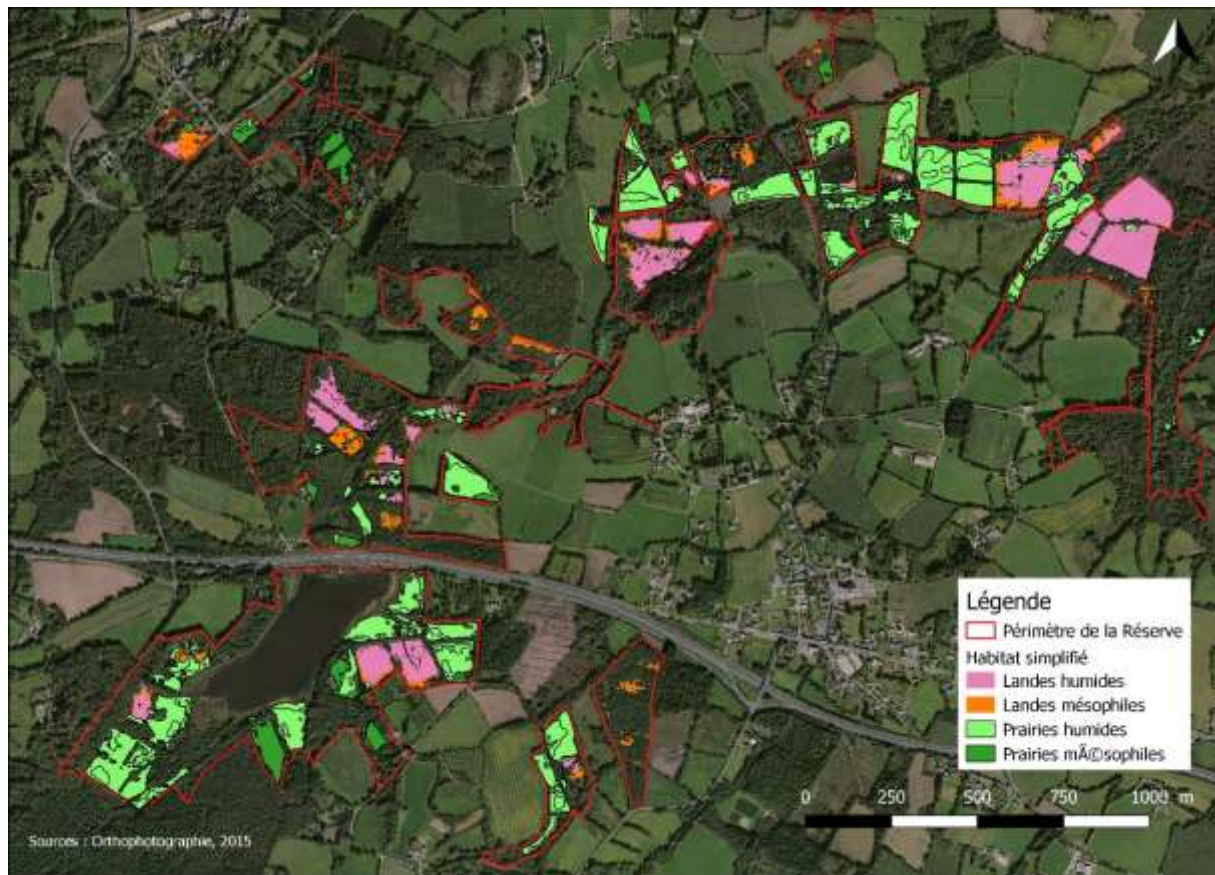 Légende
Périmètre de la Réserve
Habitat simplifié
Landes humides
Landes mésophiles
Prairies humides
Prairies mÃ©sophiles
0 250 500 750 1000 m
Sources : Orthophotographie, 2015